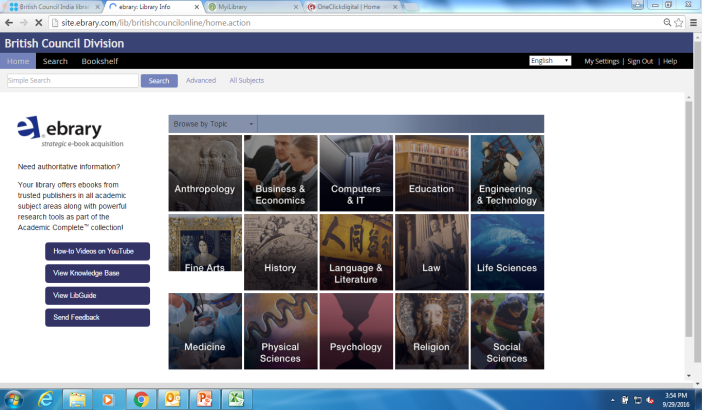 British Council India librar
ebrary: Library Info
MyiLibrary
OneClickdigital | Home
site.ebrary.com/lib/britishcouncilonline/home.action
British Council Division
Home
Search
Bookshelf
English
My Settings | Sign Out | Help
Simple Search
Search
Advanced
All Subjects
ebrary
strategic e-book acquisition
Need authoritative information?
Your library offers ebooks from
trusted publishers in all academic
subject areas along with powerful
research tools as part of the
Academic Complete™ collection!
How-to Videos on YouTube
View Knowledge Base
View LibGuide
Send Feedback
Browse by Topic
Anthropology
Business &
Economics
Computers
& IT
Education
Engineering
& Technology
Fine Arts
History
Language &
Literature
Law
Life Sciences
Medicine
Physical
Sciences
Psychology
Religion
Social
Sciences
3:54 PM
9/29/2016